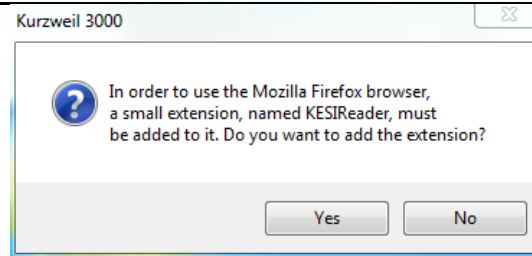 Kurzweil 3000
In order to use the Mozilla Firefox browser,
a small extension, named KESIReader, must
be added to it. Do you want to add the extension?
Yes No